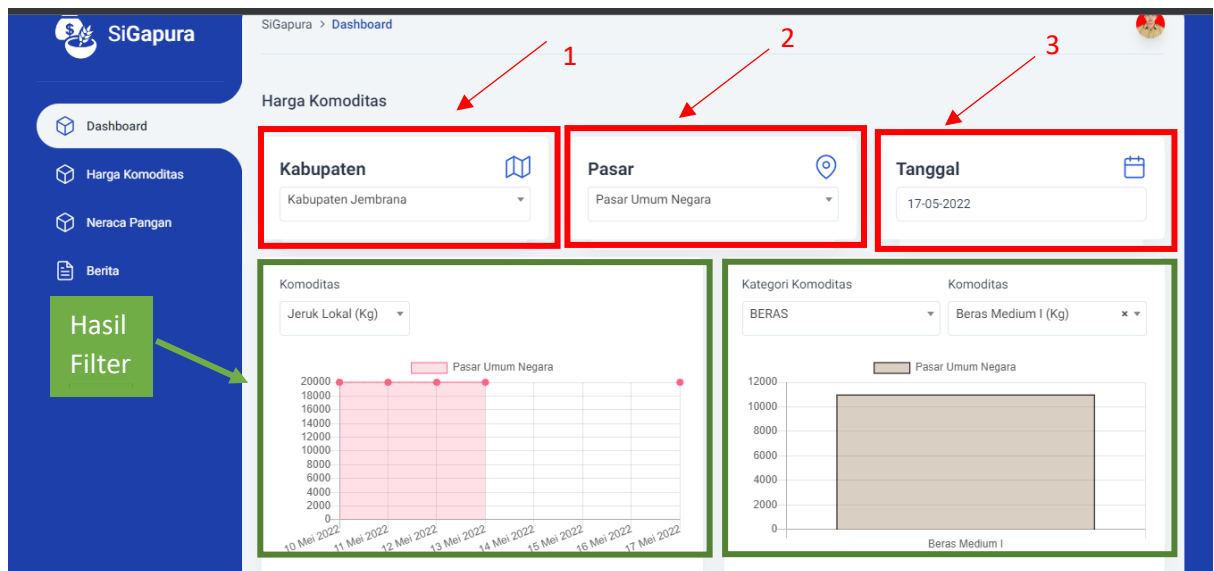 SiGapura
SiGapura > Dashboard
1
2
3
Harga Komoditas
Dashboard
Harga Komoditas
Neraca Pangan
Berita
Kabupaten
Kabupaten Jembrana
Pasar
Pasar Umum Negara
Tanggal
17-05-2022
Hasil
Filter
Komoditas
Jeruk Lokal (Kg)
Pasar Umum Negara
20000
18000
16000
14000
12000
10000
8000
6000
4000
2000
0
10 Mei 2022
11 Mei 2022
12 Mei 2022
13 Mei 2022
14 Mei 2022
15 Mei 2022
16 Mei 2022
17 Mei 2022
Kategori Komoditas
BERAS
Komoditas
Beras Medium I (Kg)
Pasar Umum Negara
12000
10000
8000
6000
4000
2000
0
Beras Medium I